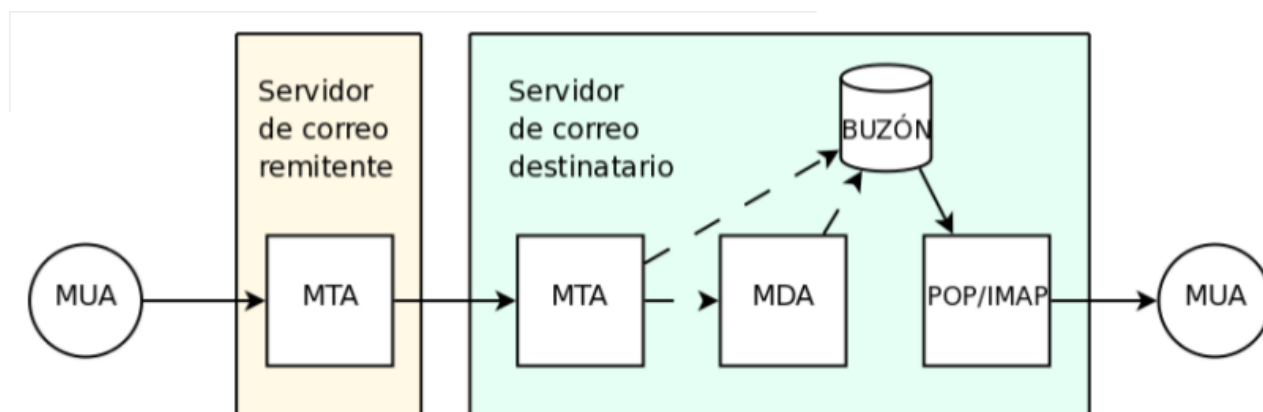 Servidor
de correo
remitente
Servidor
de correo
destinatario
BUZÓN
MUA
MTA
MTA
MDA
POP/IMAP
MUA